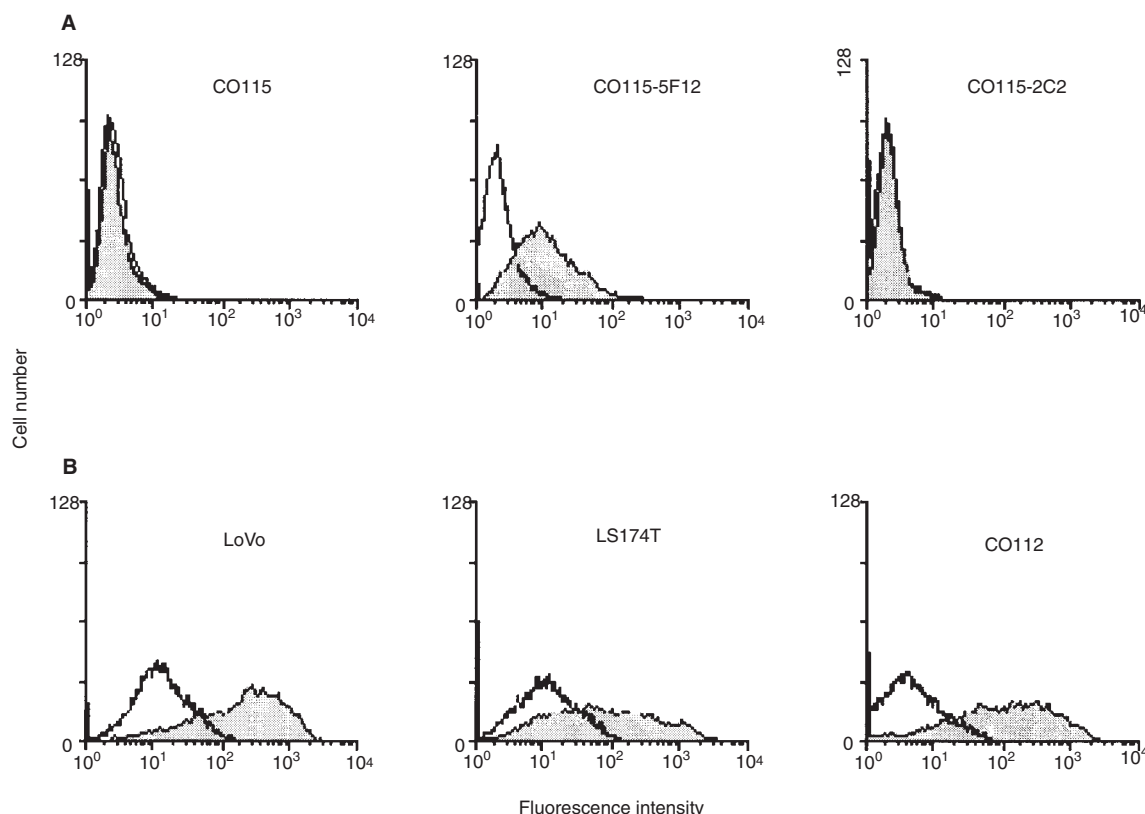 A
128
CO115
0
10⁰ 10¹ 10² 10³ 10⁴
128
CO115-5F12
0
10⁰ 10¹ 10² 10³ 10⁴
128
CO115-2C2
0
10⁰ 10¹ 10² 10³ 10⁴
Cell number
B
128
LoVo
0
10⁰ 10¹ 10² 10³ 10⁴
128
LS174T
0
10⁰ 10¹ 10² 10³ 10⁴
128
CO112
0
10⁰ 10¹ 10² 10³ 10⁴
Fluorescence intensity